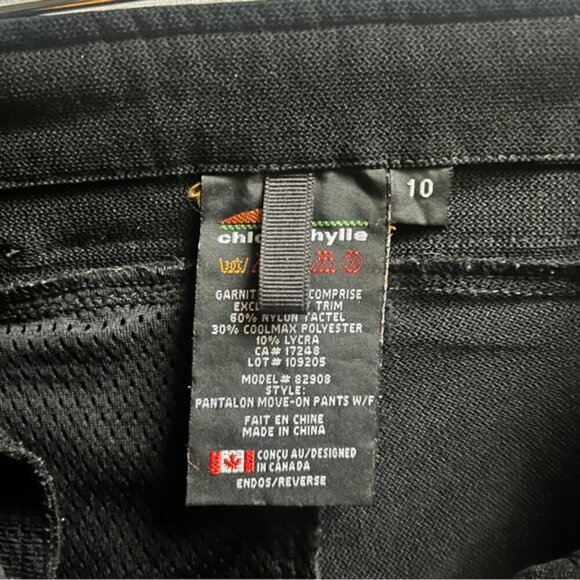 10
chlo hylle
30°C
GARNIT COMPRISE
EXCL / TRIM
60% NYLON TACTEL
30% COOLMAX POLYESTER
10% LYCRA
CA# 17248
LOT# 109205
MODEL# 82908
STYLE:
PANTALON MOVE-ON PANTS W/F
FAIT EN CHINE
MADE IN CHINA
CONÇU AU/DESIGNED
IN CANADA
ENDOS/REVERSE